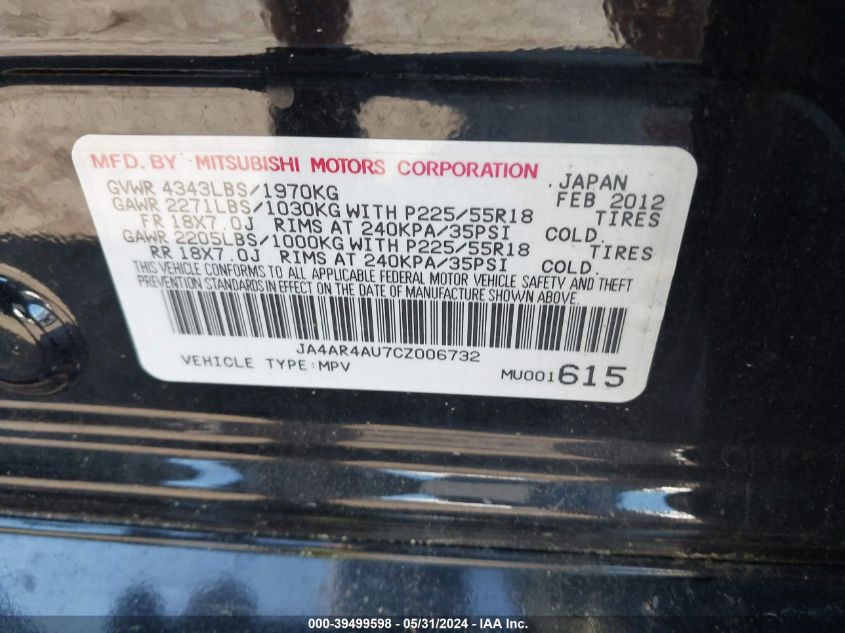 MFD. BY MITSUBISHI MOTORS CORPORATION
JAPAN
GVWR 4343LBS/1970KG FEB 2012
GAWR 2271LBS/1030KG WITH P225/55R18 TIRES
FR 18X7.0J RIMS AT 240KPA/35PSI COLD.
GAWR 2205LBS/1000KG WITH P225/55R18 TIRES
RR 18X7.0J RIMS AT 240KPA/35PSI COLD.
THIS VEHICLE CONFORMS TO ALL APPLICABLE FEDERAL MOTOR VEHICLE SAFETY AND THEFT
PREVENTION STANDARDS IN EFFECT ON THE DATE OF MANUFACTURE SHOWN ABOVE.
JA4AR4AU7CZ006732
VEHICLE TYPE:MPV MU001615
000-39499598 - 05/31/2024 - IAA Inc.